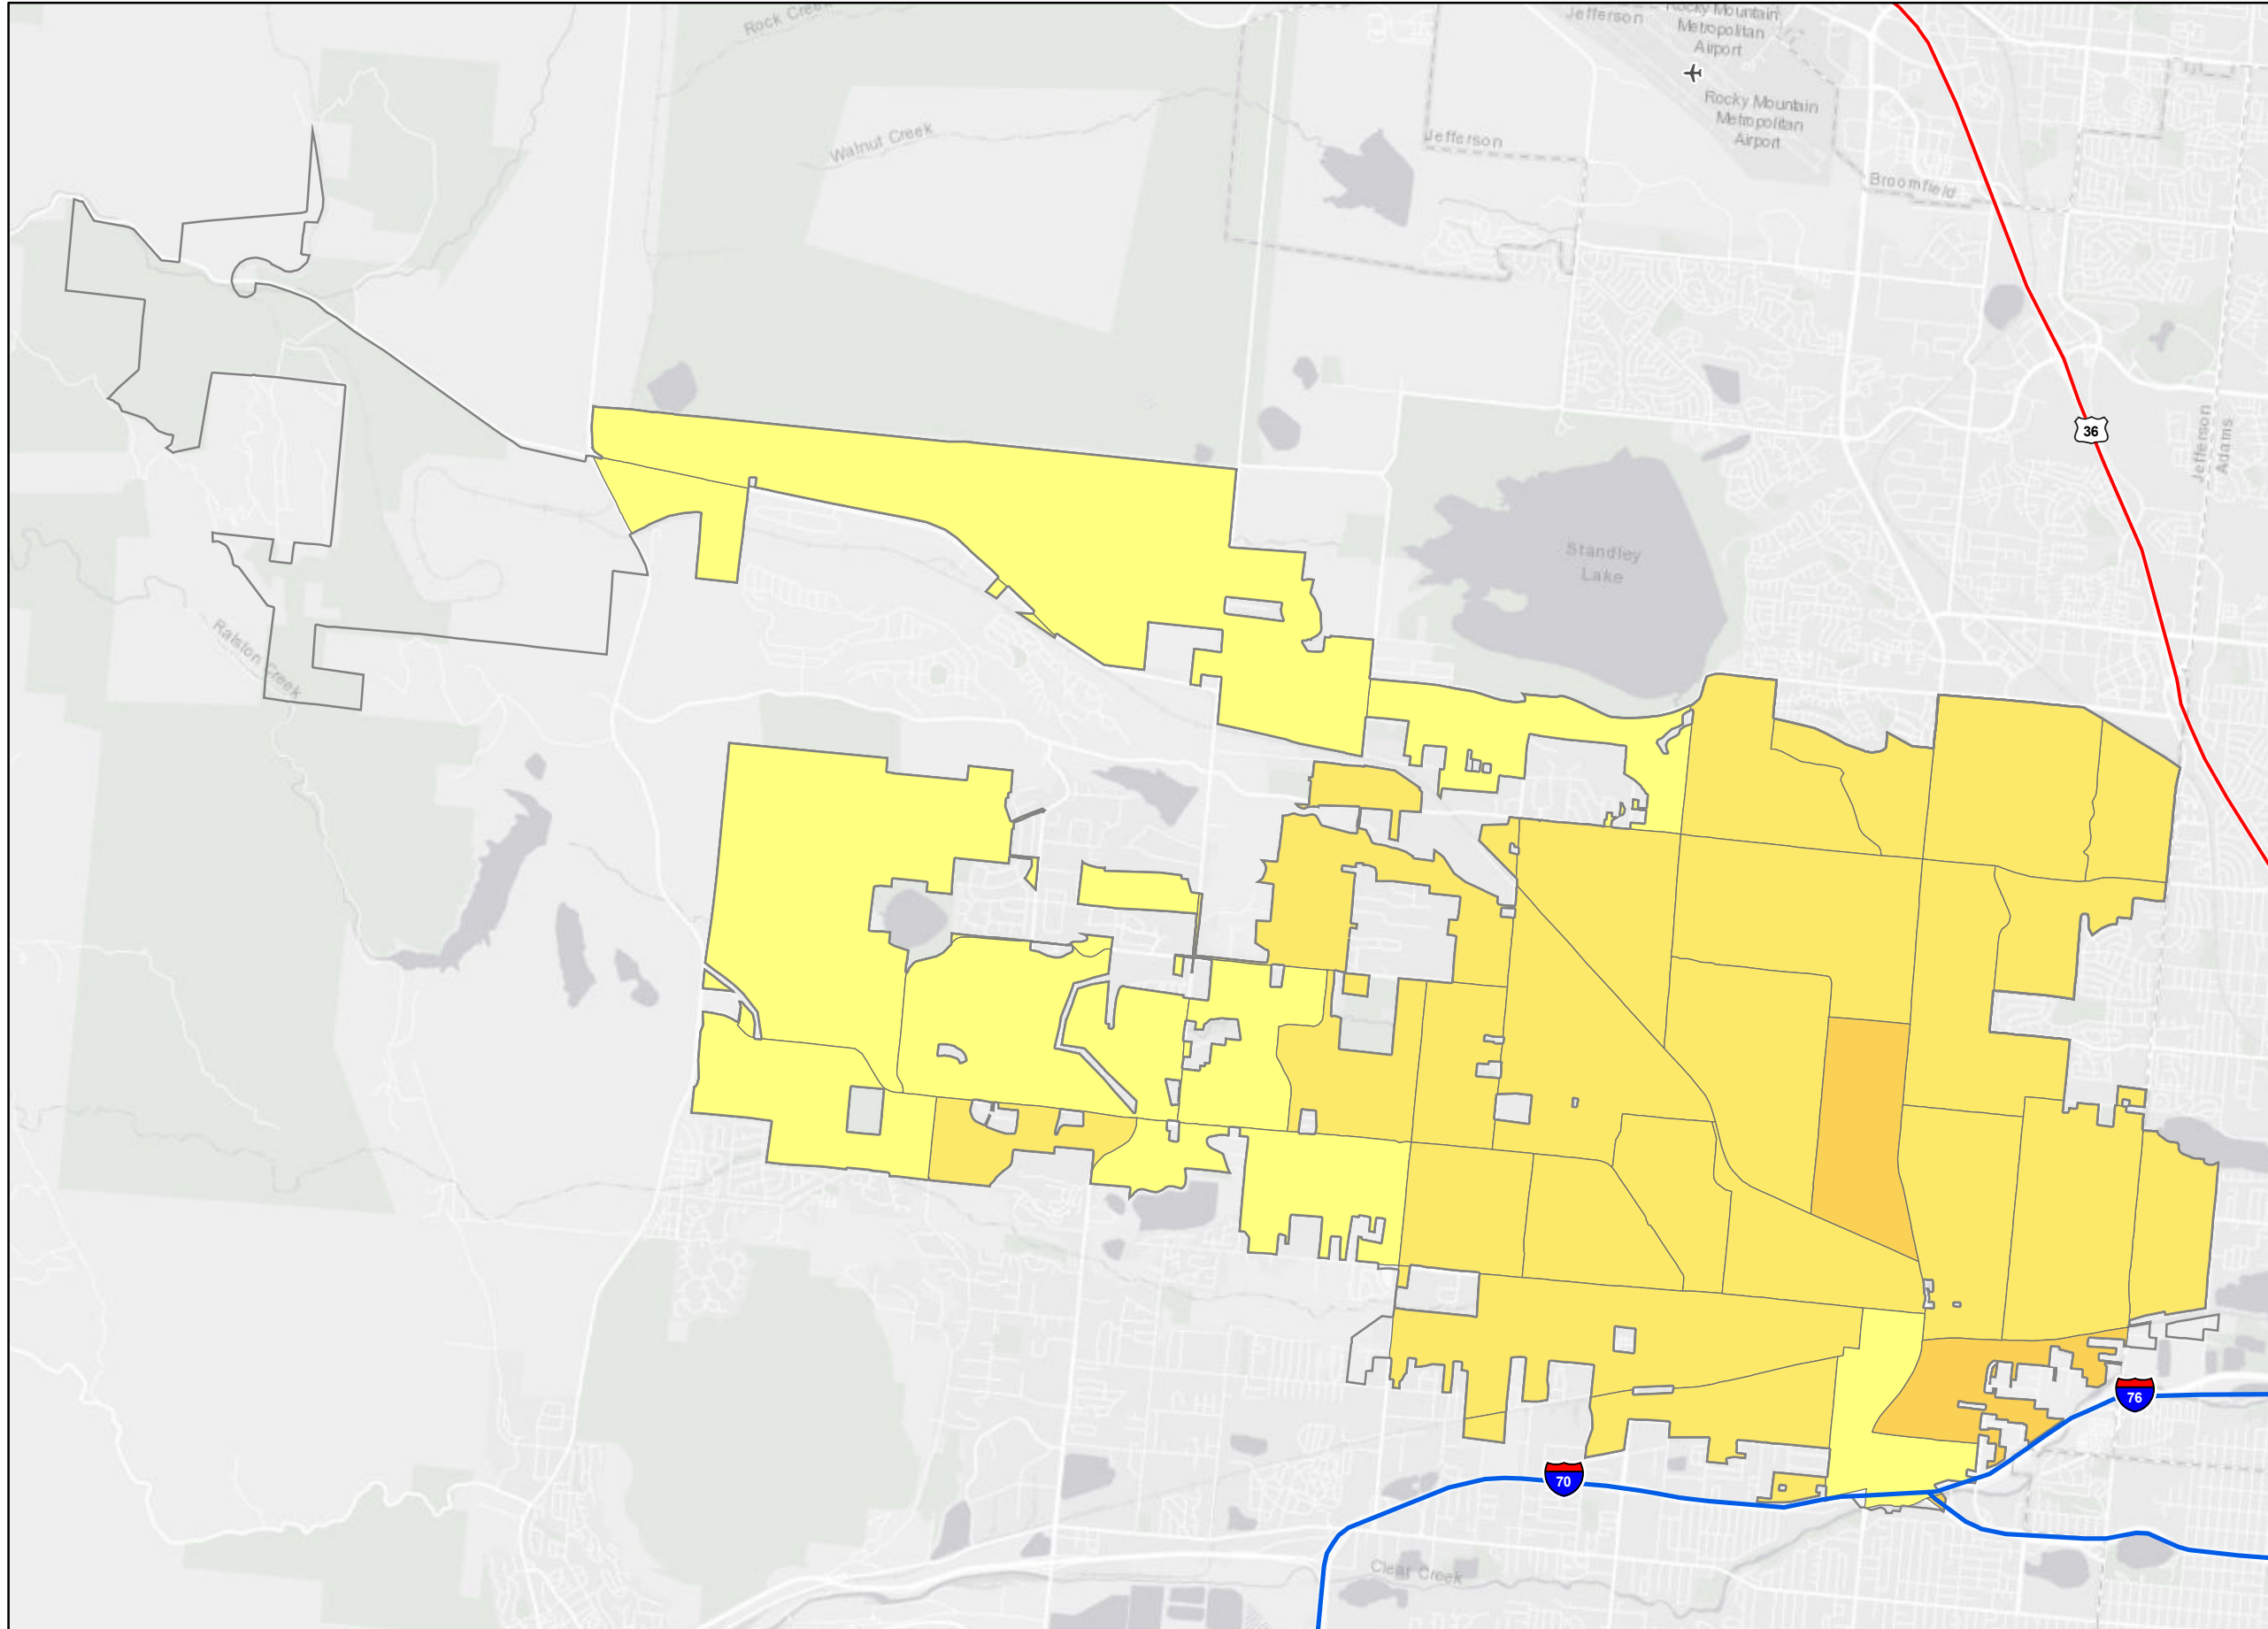 Rock Creek
Jefferson
Rocky Mountain
Metropolitan
Airport
Rocky Mountain
Metropolitan
Airport
Walnut Creek
Jefferson
Broomfield
36
Jefferson
Adams
Standley
Lake
Ralston Creek
76
70
Clear Creek